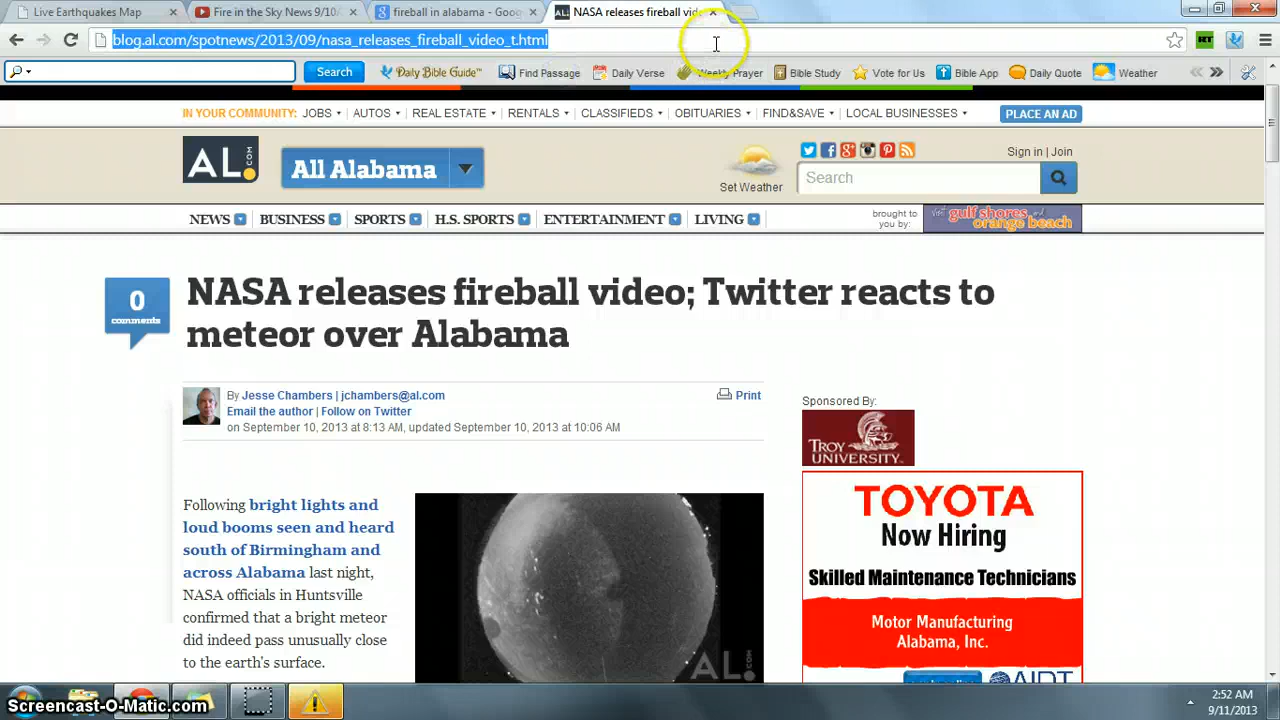 Live Earthquakes Map
Fire in the Sky News 9/10/
fireball in alabama - Goog
NASA releases fireball vide
blog.al.com/spotnews/2013/09/nasa_releases_fireball_video_t.html
RT
Search
Daily Bible Guide™
Find Passage
Daily Verse
Weekly Prayer
Bible Study
Vote for Us
Bible App
Daily Quote
Weather
IN YOUR COMMUNITY: JOBS AUTOS REAL ESTATE RENTALS CLASSIFIEDS OBITUARIES FIND&SAVE LOCAL BUSINESSES PLACE AN AD
AL.COM
All Alabama
Set Weather
Sign in | Join
Search
NEWS BUSINESS SPORTS H.S. SPORTS ENTERTAINMENT LIVING
brought to
you by:
visit gulf shores and
orange beach
0
comments
NASA releases fireball video; Twitter reacts to
meteor over Alabama
By Jesse Chambers | jchambers@al.com
Email the author | Follow on Twitter
on September 10, 2013 at 8:13 AM, updated September 10, 2013 at 10:06 AM
Print
Following bright lights and
loud booms seen and heard
south of Birmingham and
across Alabama last night,
NASA officials in Huntsville
confirmed that a bright meteor
did indeed pass unusually close
to the earth's surface.
AL.COM
Sponsored By:
TROY
UNIVERSITY
TOYOTA
Now Hiring
Skilled Maintenance Technicians
Motor Manufacturing
Alabama, Inc.
AIDT
Screencast-O-Matic.com
2:52 AM
9/11/2013